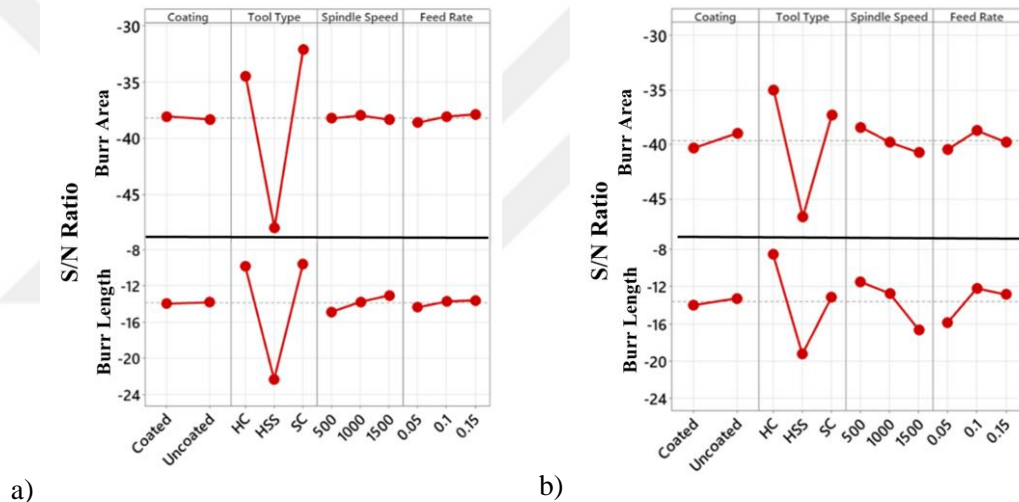 Coating Tool Type Spindle Speed Feed Rate
-30
-35
-40
-45
Burr Area
-8
-12
-16
-20
-24
Burr Length
S/N Ratio
Coated Uncoated HC HSS SC 500 1000 1500 0.05 0.1 0.15
a)
Coating Tool Type Spindle Speed Feed Rate
-30
-35
-40
-45
Burr Area
-8
-12
-16
-20
-24
Burr Length
S/N Ratio
Coated Uncoated HC HSS SC 500 1000 1500 0.05 0.1 0.15
b)